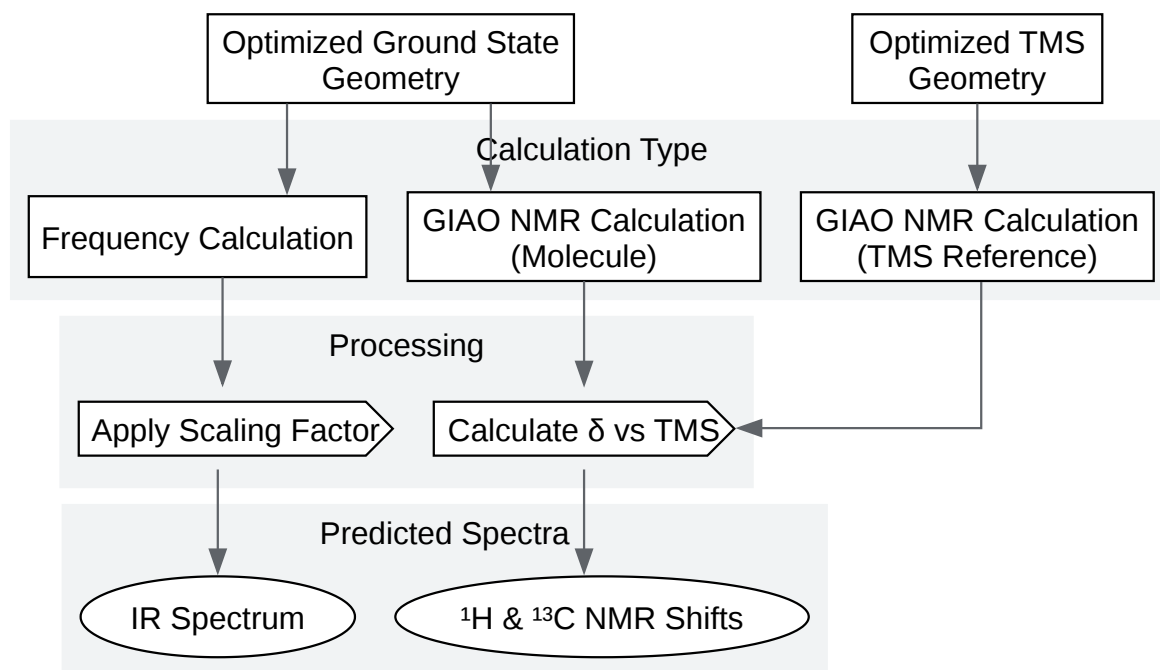 Optimized Ground State
Geometry
Optimized TMS
Geometry
Calculation Type
Frequency Calculation
GIAO NMR Calculation
(Molecule)
GIAO NMR Calculation
(TMS Reference)
Processing
Apply Scaling Factor
Calculate δ vs TMS
Predicted Spectra
IR Spectrum
¹H & ¹³C NMR Shifts